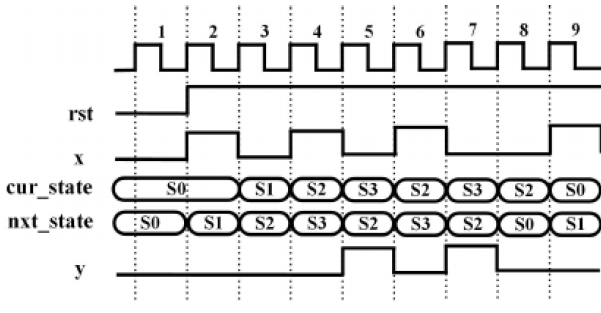 1 2 3 4 5 6 7 8 9
rst
x
cur_state S0 S1 S2 S3 S2 S3 S2 S0
nxt_state S0 S1 S2 S3 S2 S3 S2 S0 S1
y